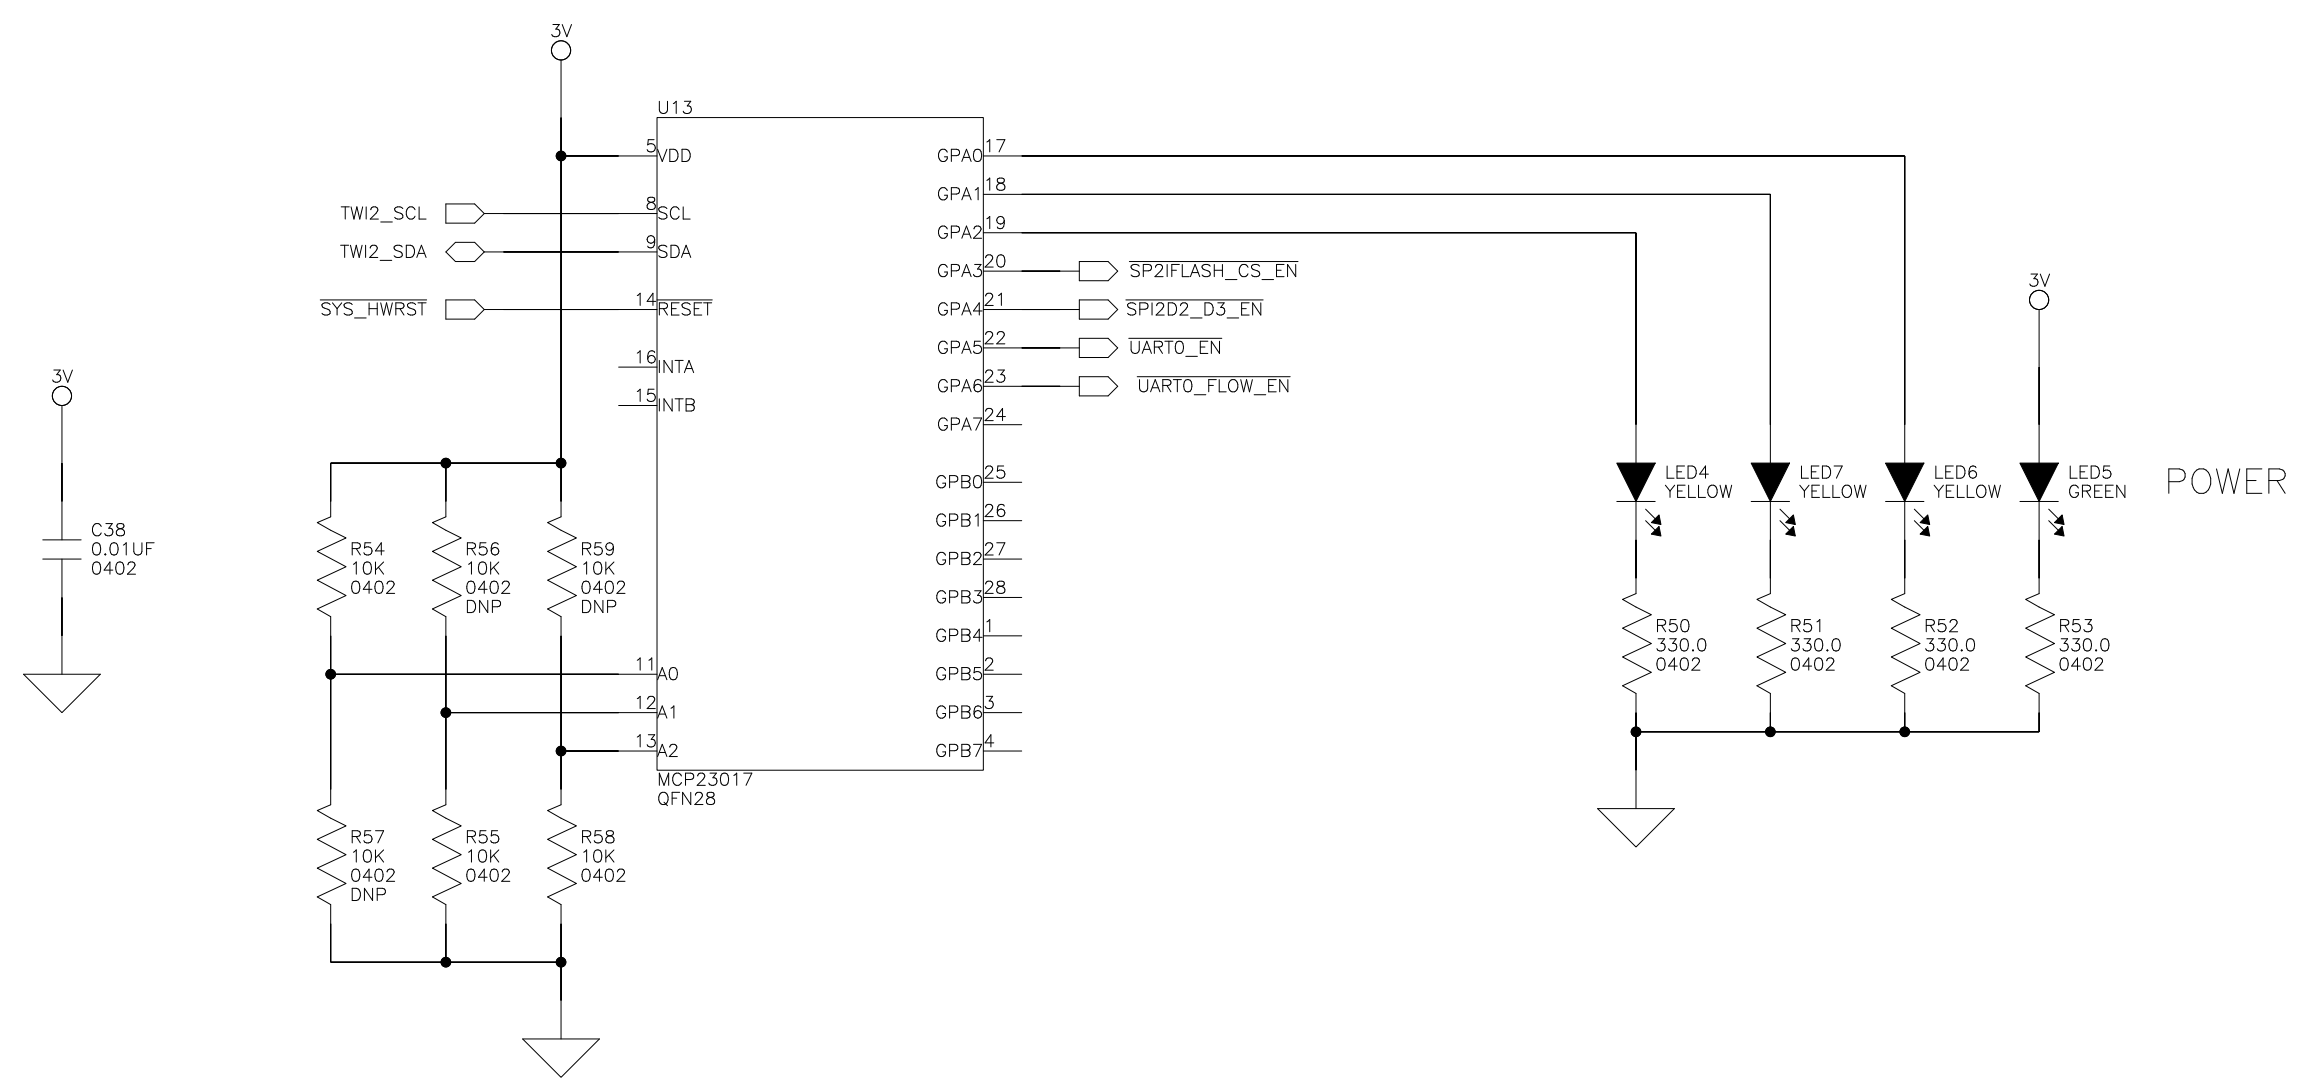 3V
U13
5
VDD
TWI2_SCL
8
SCL
TWI2_SDA
9
SDA
SYS_HWRST
14
RESET
16
INTA
15
INTB
11
A0
12
A1
13
A2
MCP23017
QFN28
GPA0
17
GPA1
18
GPA2
19
GPA3
20
SP2IFLASH_CS_EN
GPA4
21
SPI2D2_D3_EN
GPA5
22
UART0_EN
GPA6
23
UART0_FLOW_EN
GPA7
24
GPB0
25
GPB1
26
GPB2
27
GPB3
28
GPB4
1
GPB5
2
GPB6
3
GPB7
4
3V
C38
0.01UF
0402
R54
10K
0402
R56
10K
0402
DNP
R59
10K
0402
DNP
R57
10K
0402
DNP
R55
10K
0402
R58
10K
0402
3V
LED4
YELLOW
LED7
YELLOW
LED6
YELLOW
LED5
GREEN
POWER
R50
330.0
0402
R51
330.0
0402
R52
330.0
0402
R53
330.0
0402